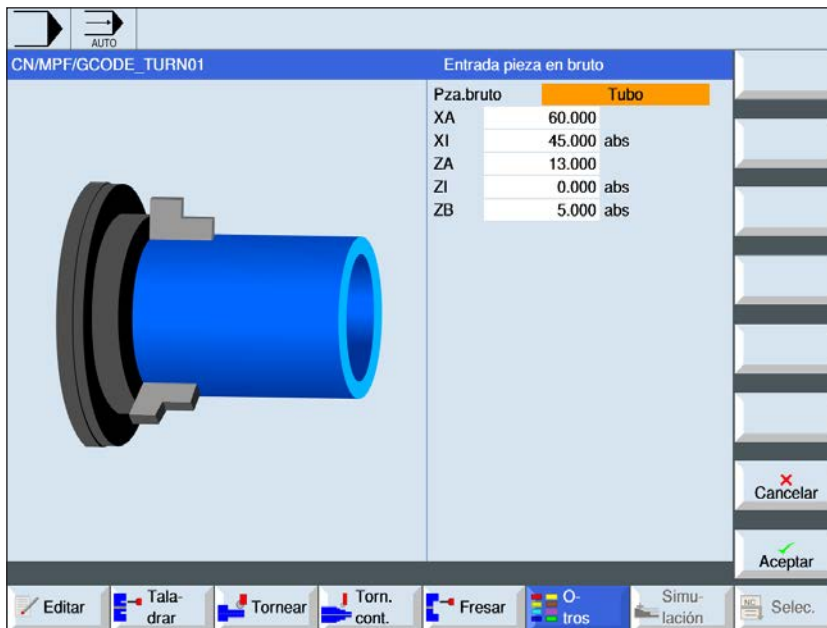 AUTO
CN/MPF/GCODE_TURN01
Entrada pieza en bruto
Pza.bruto Tubo
XA 60.000
XI 45.000 abs
ZA 13.000
ZI 0.000 abs
ZB 5.000 abs
Cancelar
Aceptar
Editar
Tala-
drar
Tornear
Torn.
cont.
Fresar
O-
tros
Simu-
lación
NC
Selec.